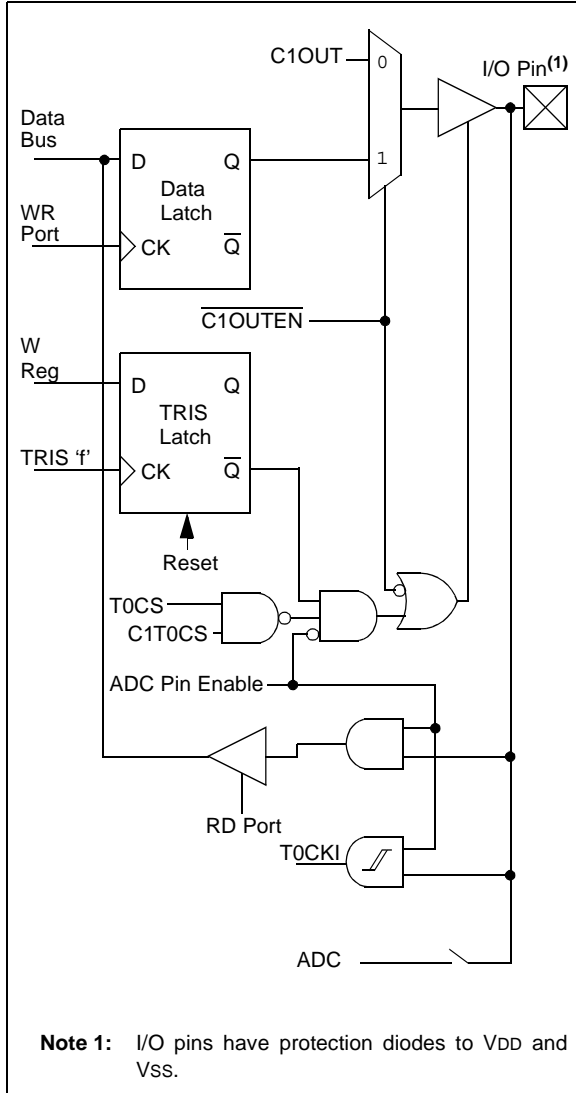 C1OUT
0
I/O Pin(1)
Data
Bus
D
Q
1
Data
Latch
WR
Port
CK
Q
C1OUTEN
W
Reg
D
Q
TRIS
Latch
TRIS 'f'
CK
Q
Reset
T0CS
C1T0CS
ADC Pin Enable
RD Port
T0CKI
ADC
Note 1: I/O pins have protection diodes to VDD and
VSS.